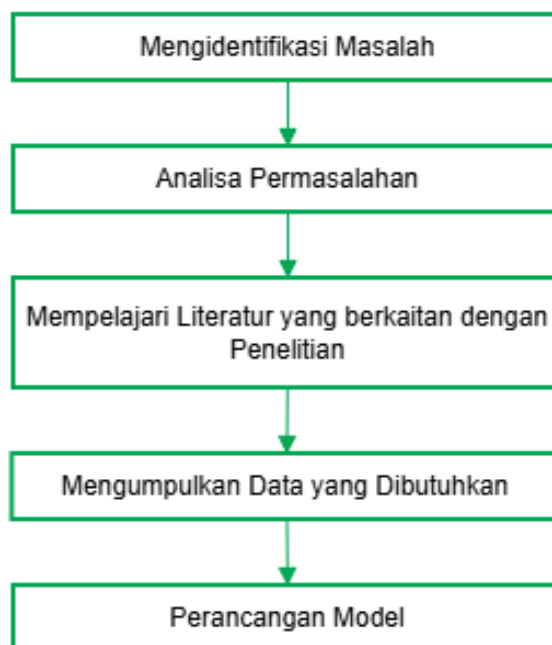 Mengidentifikasi Masalah
Analisa Permasalahan
Mempelajari Literatur yang berkaitan dengan
Penelitian
Mengumpulkan Data yang Dibutuhkan
Perancangan Model